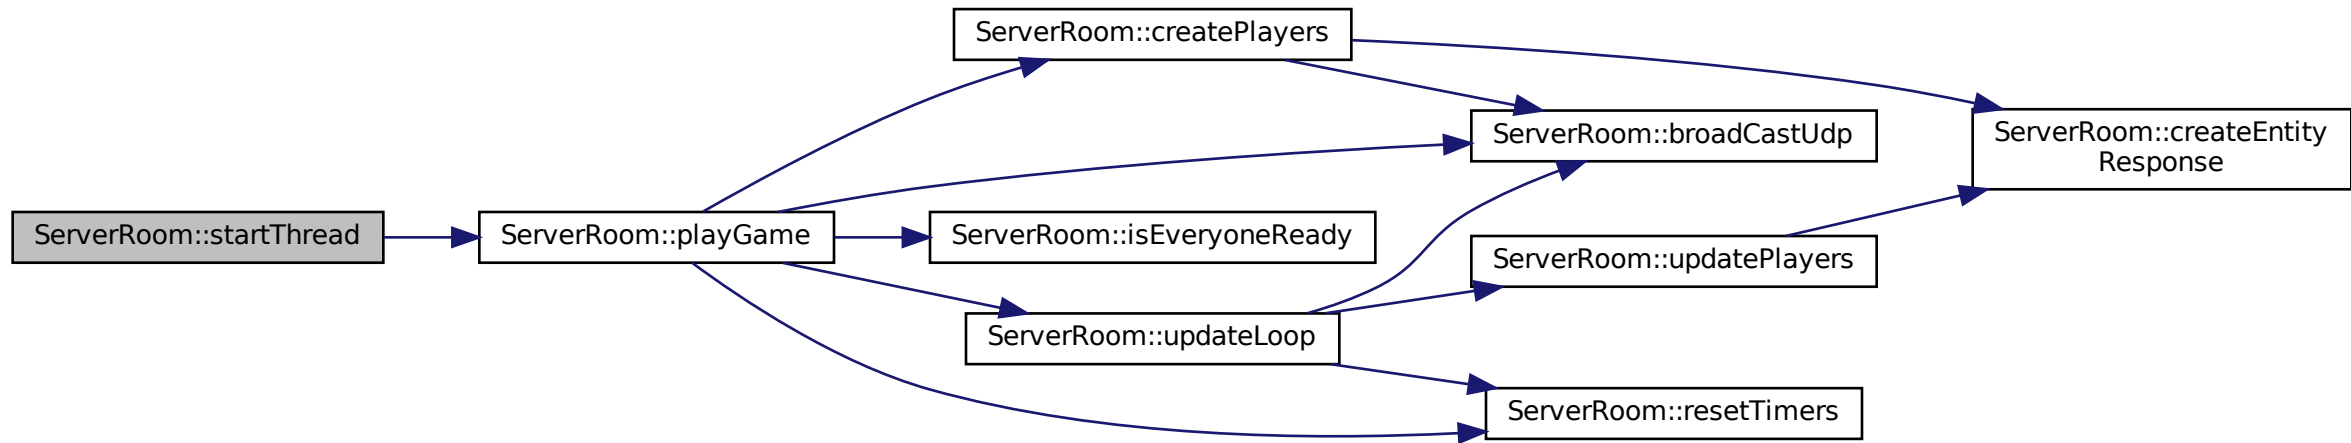 ServerRoom::createPlayers
ServerRoom::broadCastUdp
ServerRoom::createEntity
Response
ServerRoom::startThread
ServerRoom::playGame
ServerRoom::isEveryoneReady
ServerRoom::updatePlayers
ServerRoom::updateLoop
ServerRoom::resetTimers